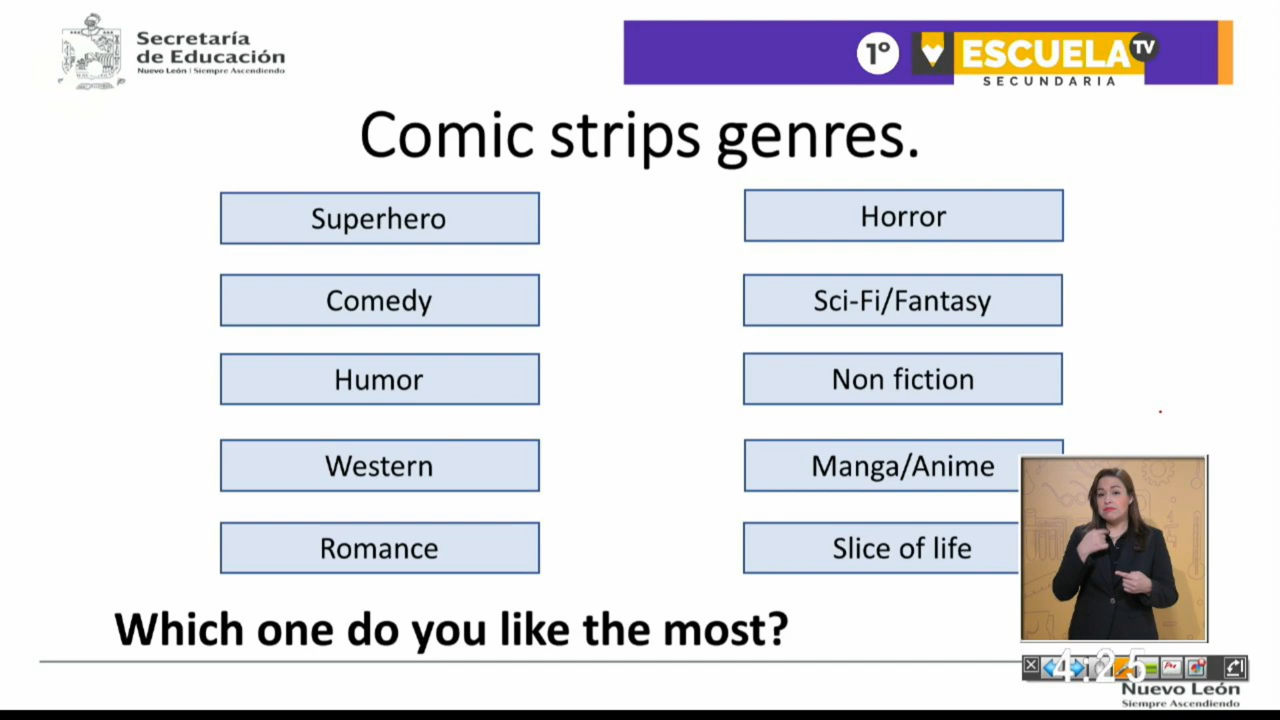 Secretaría
de Educación
Nuevo León | Siempre Ascendiendo
1° ESCUELA TV
SECUNDARIA
Comic strips genres.
Superhero
Horror
Comedy
Sci-Fi/Fantasy
Humor
Non fiction
Western
Manga/Anime
Romance
Slice of life
Which one do you like the most?
4:25
Nuevo León
Siempre Ascendiendo